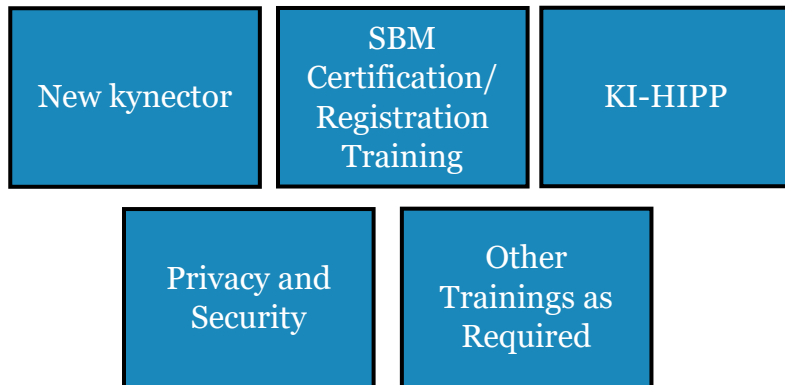 New kynector
SBM
Certification/
Registration
Training
KI-HIPP
Privacy and
Security
Other
Trainings as
Required